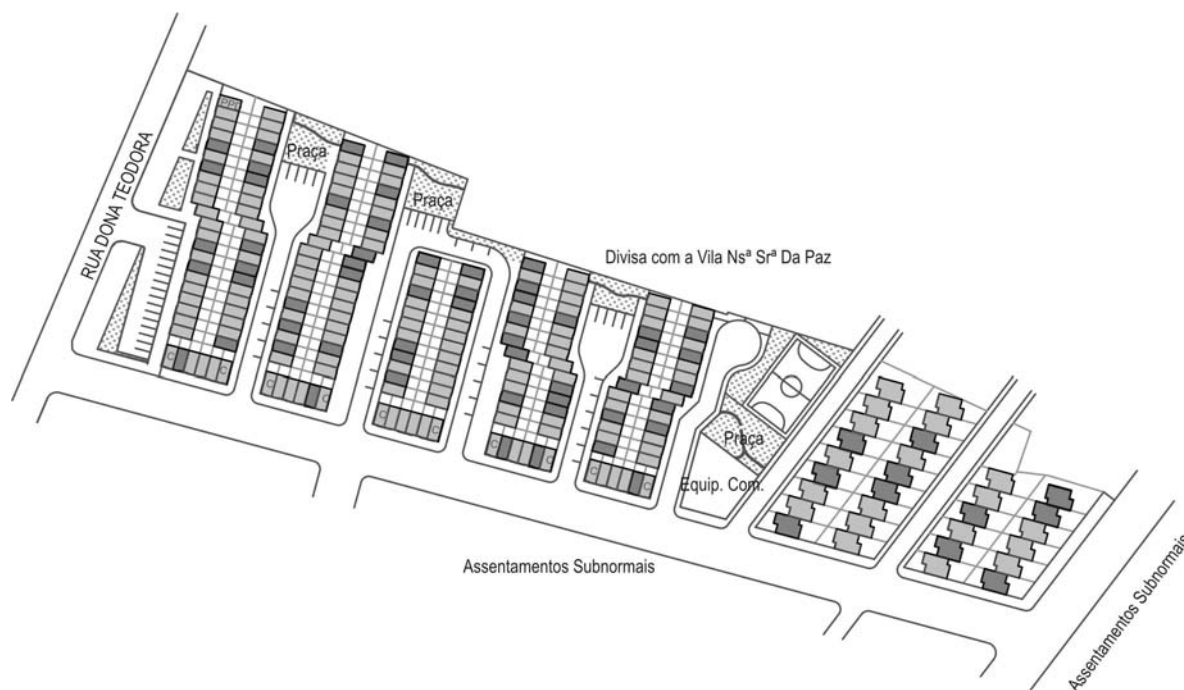 PPD
Praça
Praça
RUA DONA TEODORA
Divisa com a Vila Nsª Srª Da Paz
C
C
C
C
C
C
C
C
C
C
Praça
Equip. Com.
Assentamentos Subnormais
Assentamentos Subnormais